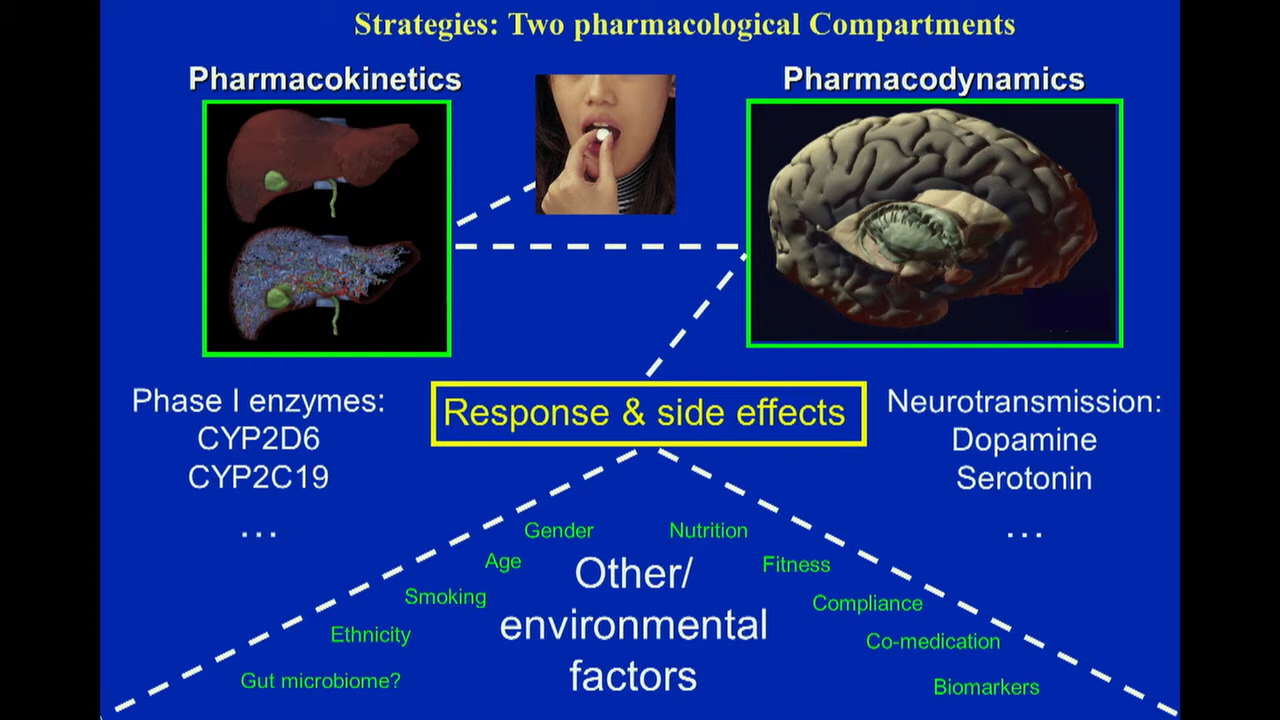 Strategies: Two pharmacological Compartments
Pharmacokinetics
Pharmacodynamics
Phase I enzymes:
CYP2D6
CYP2C19
...
Response & side effects
Neurotransmission:
Dopamine
Serotonin
...
Gender
Nutrition
Age
Fitness
Smoking
Compliance
Ethnicity
Co-medication
Gut microbiome?
Biomarkers
Other/
environmental
factors